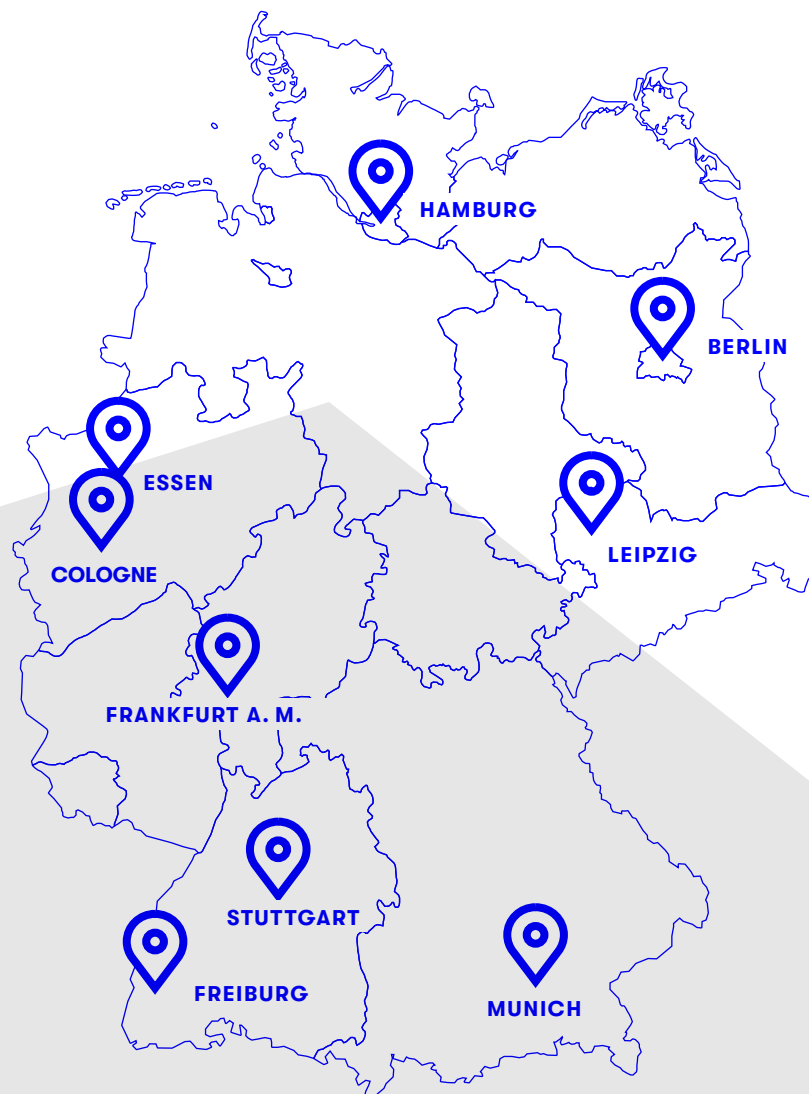 HAMBURG
BERLIN
ESSEN
LEIPZIG
COLOGNE
FRANKFURT A. M.
STUTTGART
FREIBURG
MUNICH